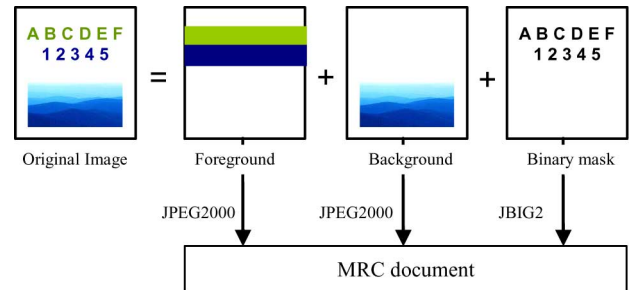 A B C D E F
1 2 3 4 5
=
+
+
A B C D E F
1 2 3 4 5
Original Image
Foreground
Background
Binary mask
JPEG2000
JPEG2000
JBIG2
MRC document